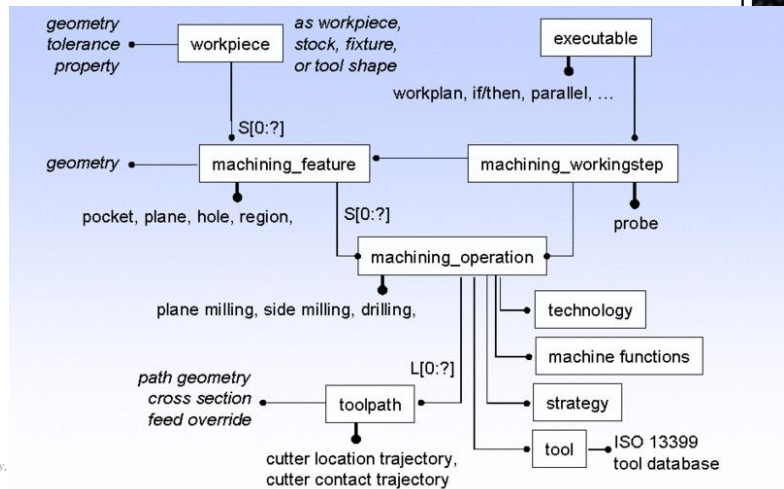 geometry
tolerance
property
workpiece
as workpiece,
stock, fixture,
or tool shape
executable
workplan, if/then, parallel, ...
S[0:?]
geometry
machining_feature
machining_workingstep
pocket, plane, hole, region,
S[0:?]
probe
machining_operation
plane milling, side milling, drilling,
technology
machine functions
L[0:?]
path geometry
cross section
feed override
toolpath
strategy
tool
ISO 13399
tool database
cutter location trajectory,
cutter contact trajectory